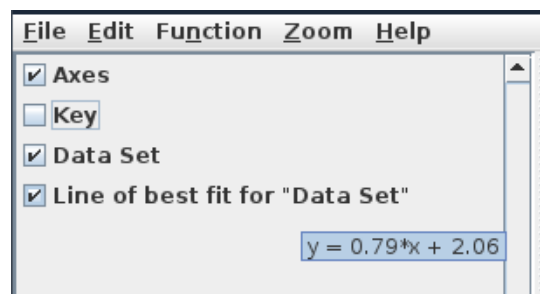 File Edit Function Zoom Help
Axes
Key
Data Set
Line of best fit for "Data Set"
y = 0.79*x + 2.06